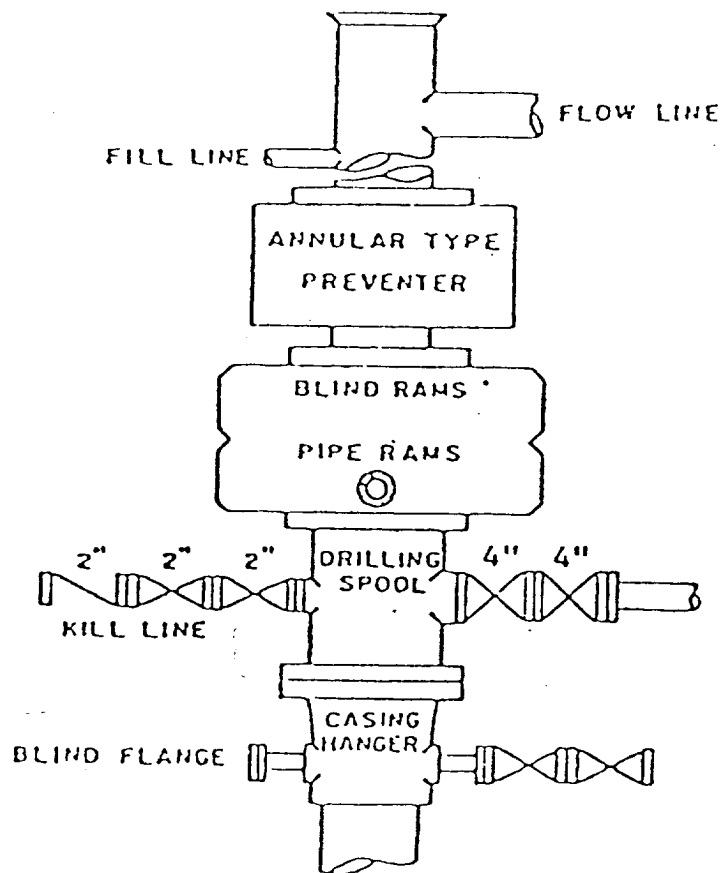 FLOW LINE
FILL LINE
ANNULAR TYPE
PREVENTER
BLIND RAMS
PIPE RAMS
2" 2" 2"
DRILLING
SPOOL
4" 4"
KILL LINE
CASING
HANGER
BLIND FLANGE